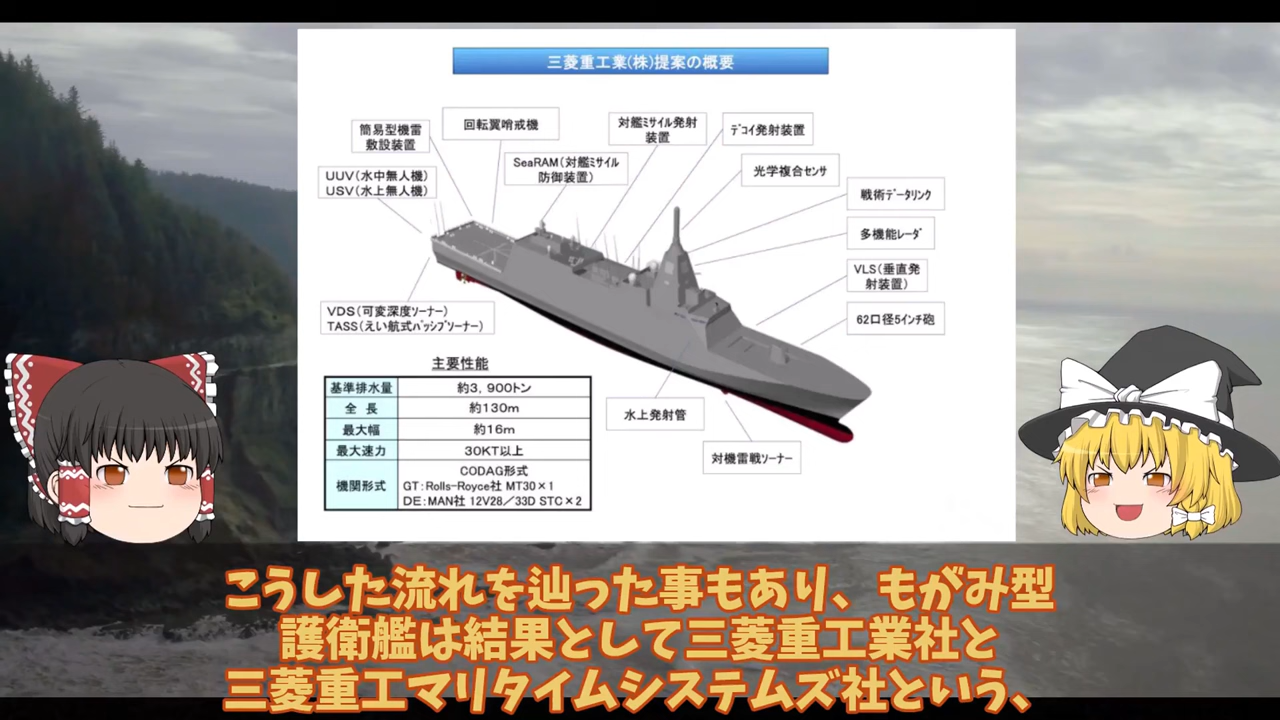 三菱重工業(株)提案の概要
簡易型機雷
敷設装置
回転翼哨戒機
対艦ﾐｻｲﾙ発射
装置
ﾃﾞｺｲ発射装置
UUV(水中無人機)
USV(水上無人機)
SeaRAM(対艦ﾐｻｲﾙ
防御装置)
光学複合ｾﾝｻ
戦術ﾃﾞｰﾀﾘﾝｸ
多機能ﾚｰﾀﾞ
VLS(垂直発
射装置)
62口径5ｲﾝﾁ砲
VDS(可変深度ｿｰﾅｰ)
TASS(えい航式ﾊﾟｯｼﾌﾞｿｰﾅｰ)
水上発射管
対機雷戦ｿｰﾅｰ
主要性能
基準排水量 約3,900トン
全 長 約130m
最大幅 約16m
最大速力 30KT以上
機関形式 CODAG形式
GT:Rolls-Royce社 MT30×1
DE:MAN社 12V28/33D STC×2
こうした流れを辿った事もあり、もがみ型
護衛艦は結果として三菱重工業社と
三菱重工マリタイムシステムズ社という、